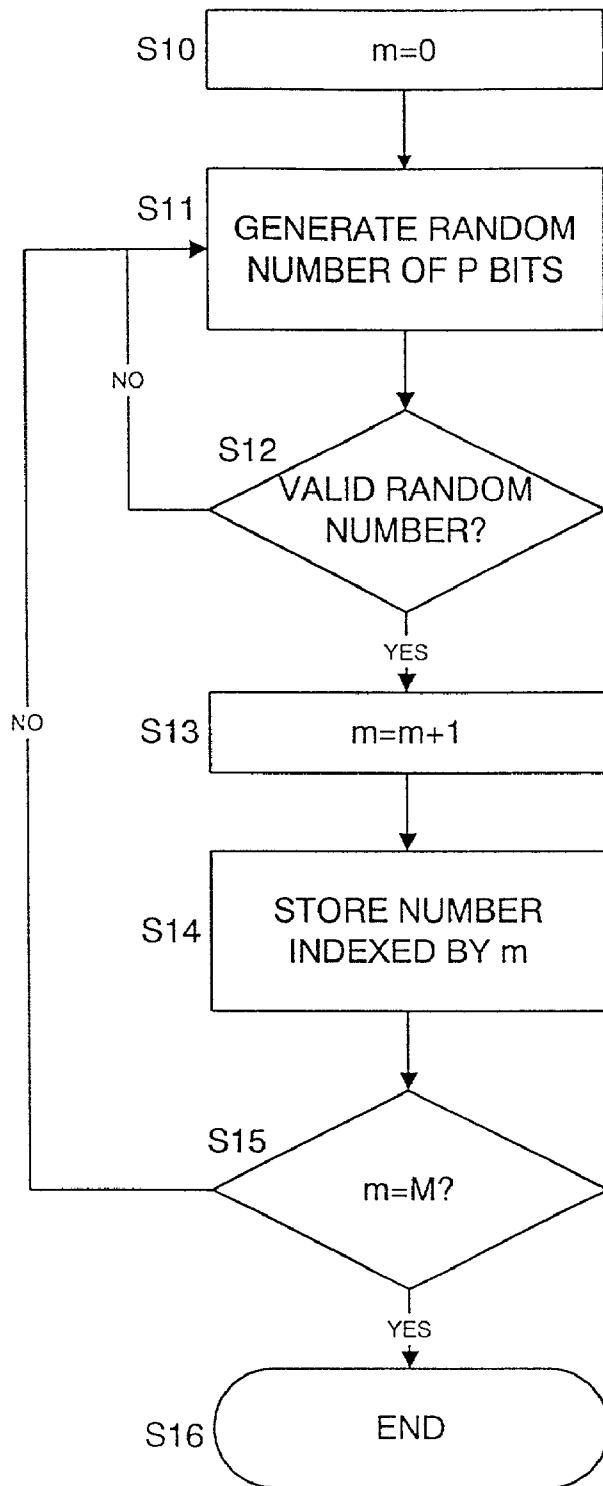 S10
m=0
S11
GENERATE RANDOM
NUMBER OF P BITS
NO
S12
VALID RANDOM
NUMBER?
YES
NO
S13
m=m+1
S14
STORE NUMBER
INDEXED BY m
S15
m=M?
YES
S16
END